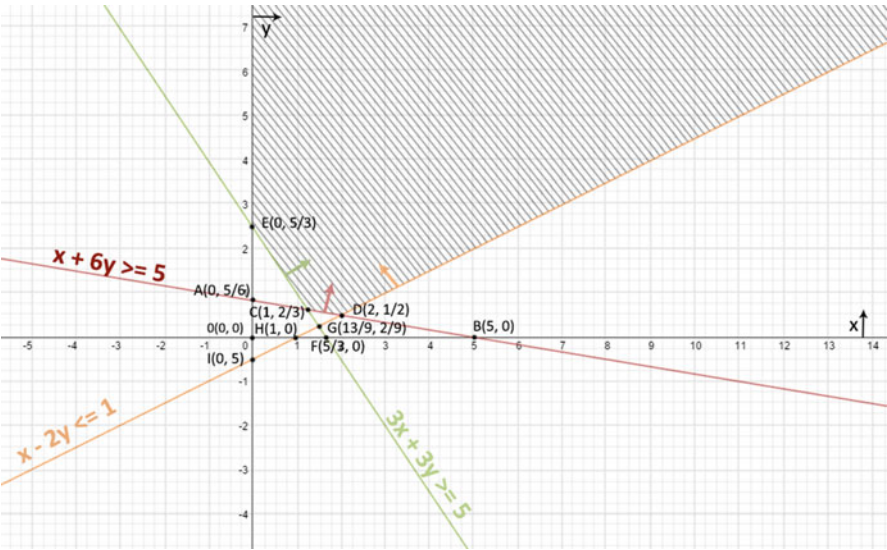 7
y
6
5
4
3
E(0, 5/3)
2
x + 6y >= 5
1
A(0, 5/6)
C(1, 2/3)
D(2, 1/2)
0(0, 0)
H(1, 0)
G(13/9, 2/9)
B(5, 0)
x
-5 -4 -3 -2 -1 0 1 2 3 4 5 6 7 8 9 10 11 12 13 14
I(0, 5)
F(5/3, 0)
-1
x - 2y <= 1
3x + 3y >= 5
-2
-3
-4